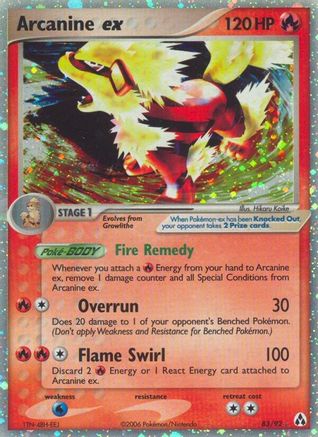 Arcanine ex 120 HP
Illus. Hikaru Koike
STAGE 1
Evolves from
Growlithe
When Pokémon-ex has been Knocked Out,
your opponent takes 2 Prize cards.
Poké-BODY Fire Remedy
Whenever you attach a Energy from your hand to Arcanine
ex, remove 1 damage counter and all Special Conditions from
Arcanine ex.
Overrun 30
Does 20 damage to 1 of your opponent's Benched Pokémon.
(Don't apply Weakness and Resistance for Benched Pokémon.)
Flame Swirl 100
Discard 2 Energy or 1 React Energy card attached to
Arcanine ex.
weakness resistance retreat cost
1TN-48H-EEJ
©2006 Pokémon/Nintendo
83/92